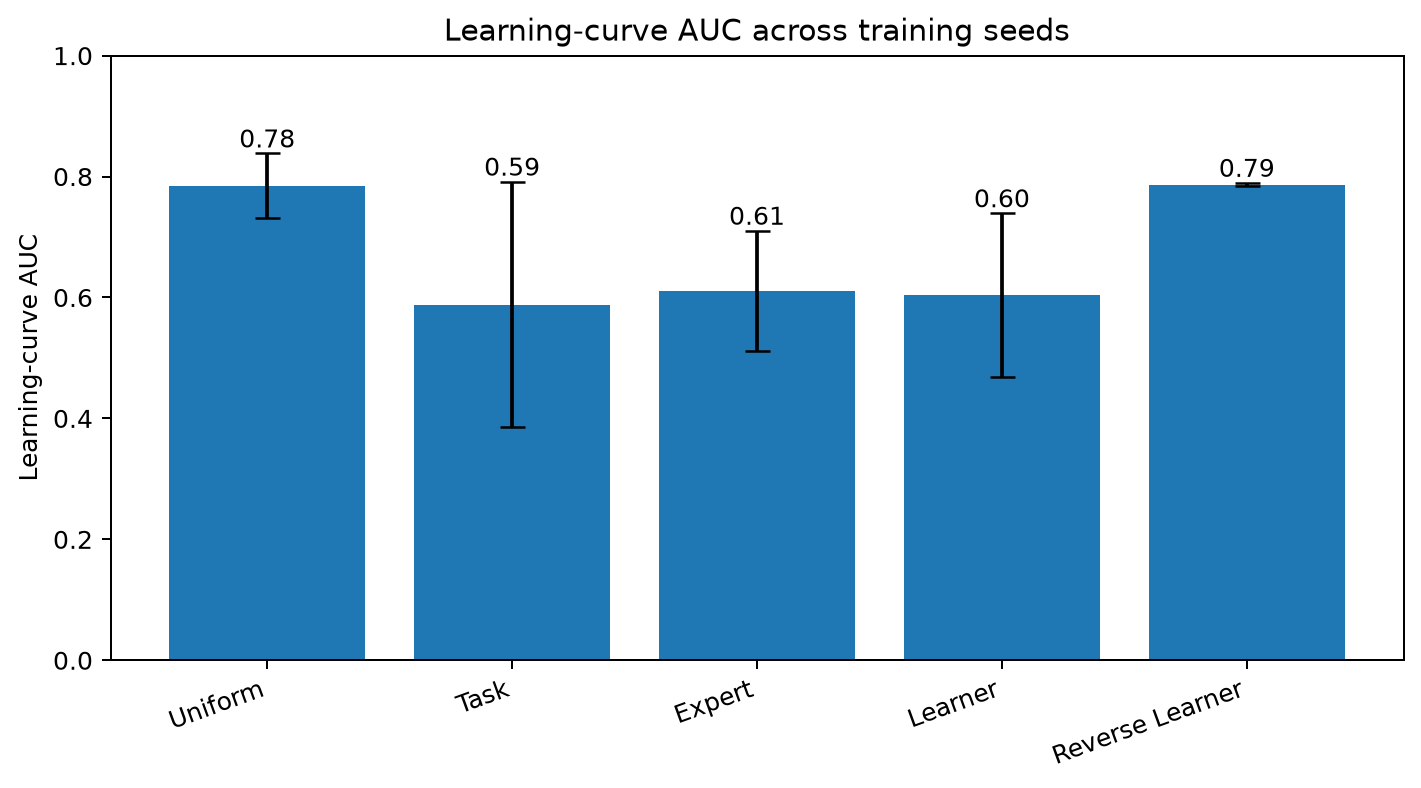 Learning-curve AUC across training seeds
Learning-curve AUC
1.0
0.8
0.6
0.4
0.2
0.0
0.78
0.59
0.61
0.60
0.79
Uniform
Task
Expert
Learner
Reverse Learner